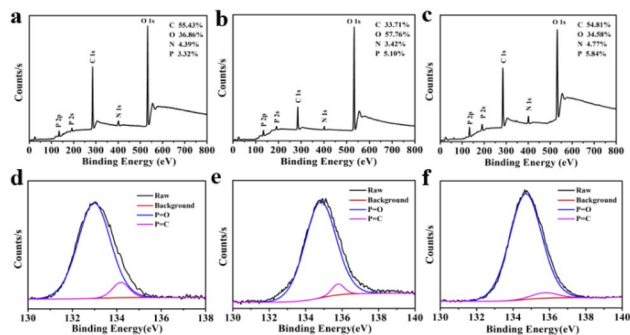 a
C 55.43%
O 36.86%
N 4.39%
P 3.32%
P 2p
P 2s
C 1s
N 1s
O 1s
Counts/s
0 100 200 300 400 500 600 700 800
Binding Energy (eV)
b
C 33.71%
O 57.76%
N 3.42%
P 5.10%
P 2p
P 2s
C 1s
N 1s
O 1s
Counts/s
0 100 200 300 400 500 600 700 800
Binding Energy (eV)
c
C 54.81%
O 34.58%
N 4.77%
P 5.84%
P 2p
P 2s
C 1s
N 1s
O 1s
Counts/s
0 100 200 300 400 500 600 700 800
Binding Energy (eV)
d
Raw
Background
P=O
P=C
Counts/s
130 132 134 136 138
Binding Energy(eV)
e
Raw
Background
P=O
P=C
Counts/s
130 132 134 136 138 140
Binding Energy(eV)
f
Raw
Background
P=O
P=C
Counts/s
130 132 134 136 138 140
Binding Energy(eV)